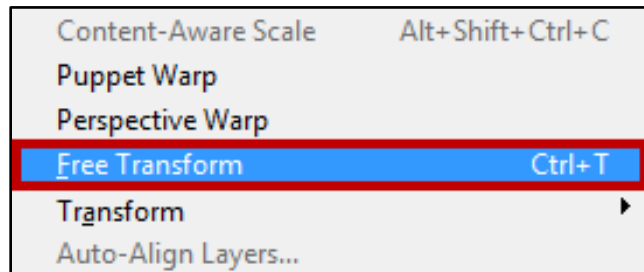 Content-Aware Scale Alt+Shift+Ctrl+C
Puppet Warp
Perspective Warp
Free Transform Ctrl+T
Transform
Auto-Align Layers...